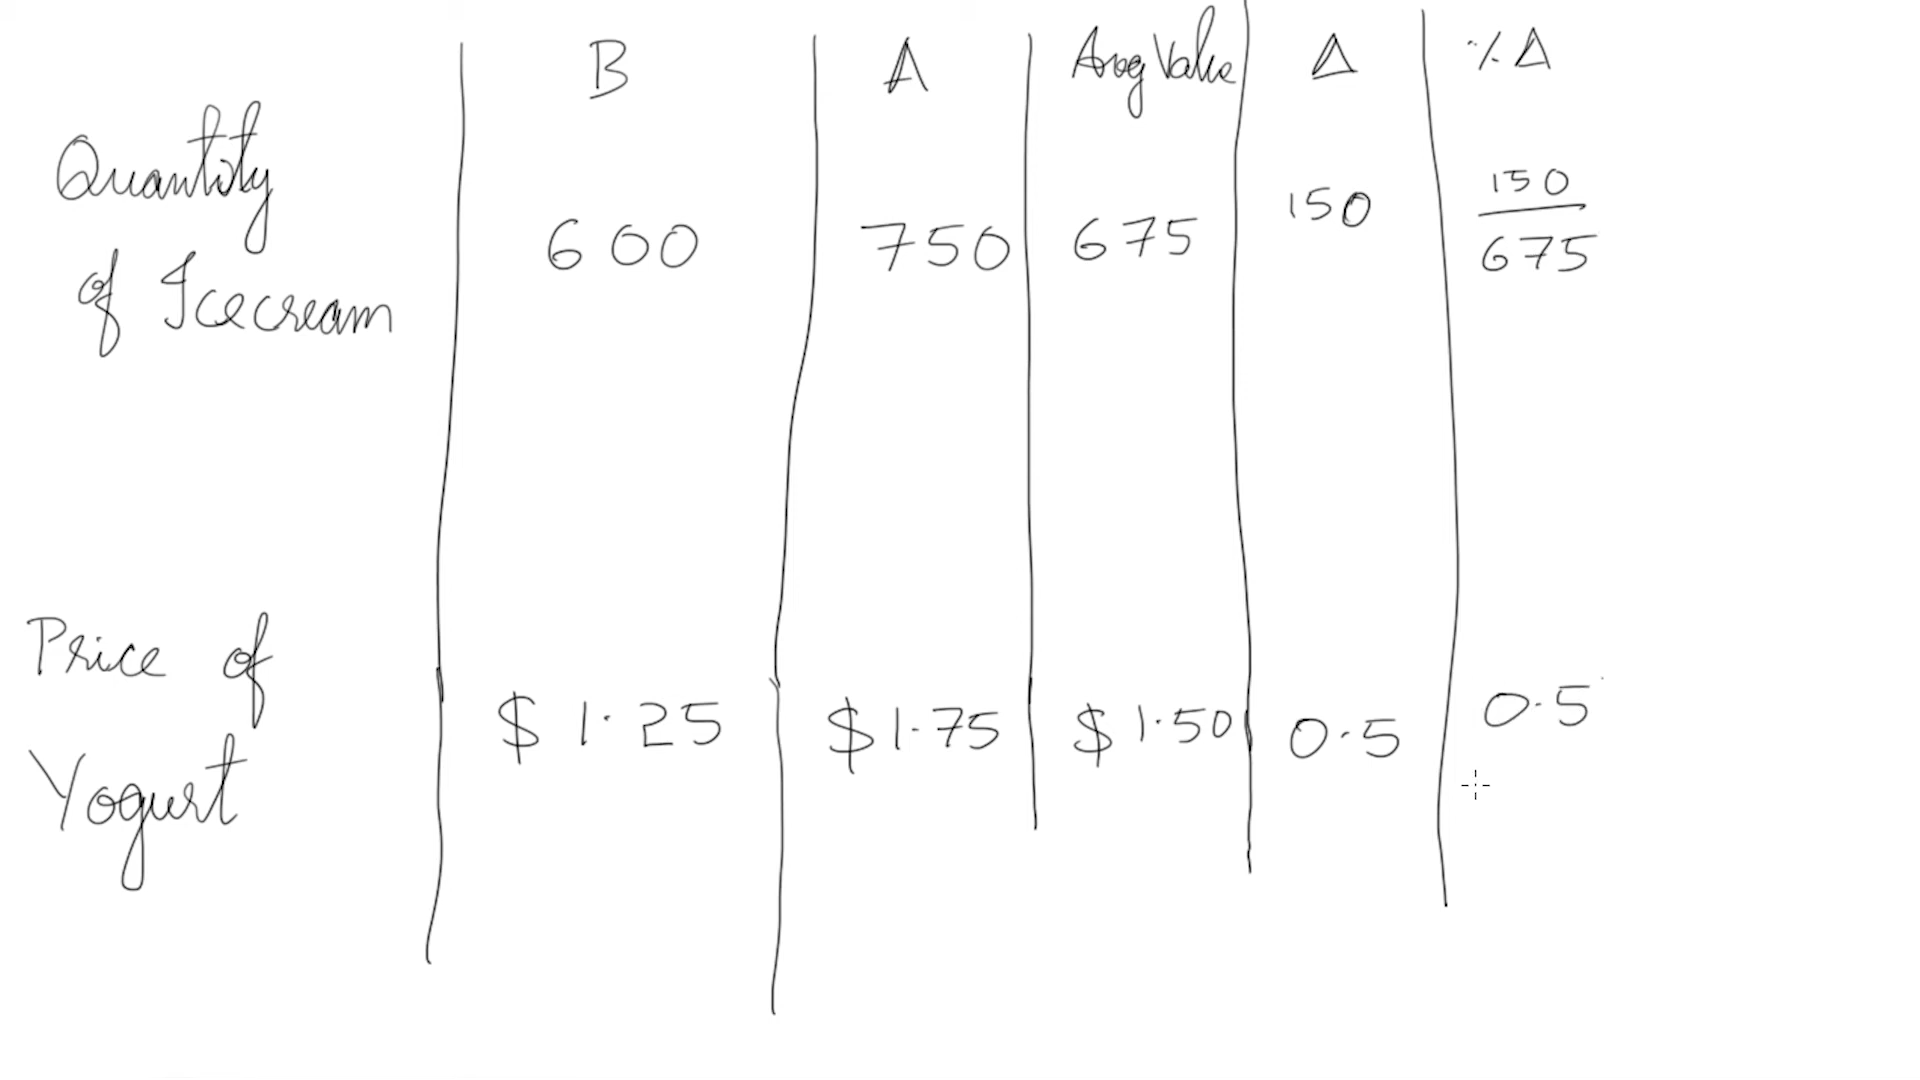 B A Avg Value Δ % Δ
Quantity
of Icecream
600 750 675 150 150
675
Price of
Yogurt
$ 1.25 $ 1.75 $ 1.50 0.5 0.5